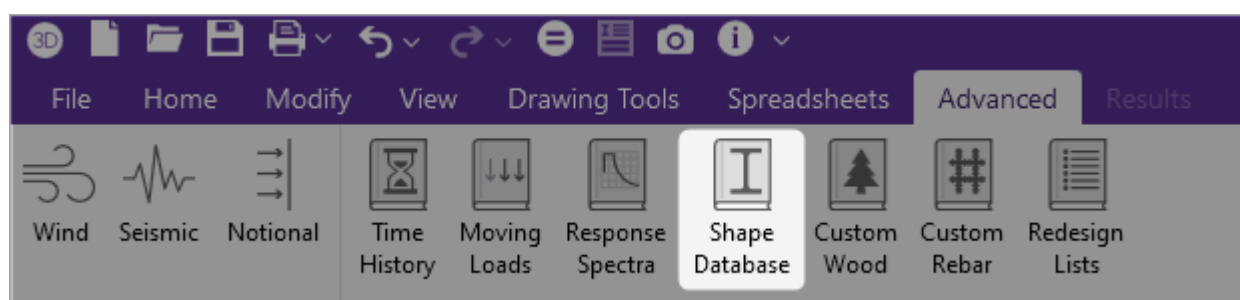 3D
File Home Modify View Drawing Tools Spreadsheets Advanced Results
Wind Seismic Notional Time History Moving Loads Response Spectra Shape Database Custom Wood Custom Rebar Redesign Lists